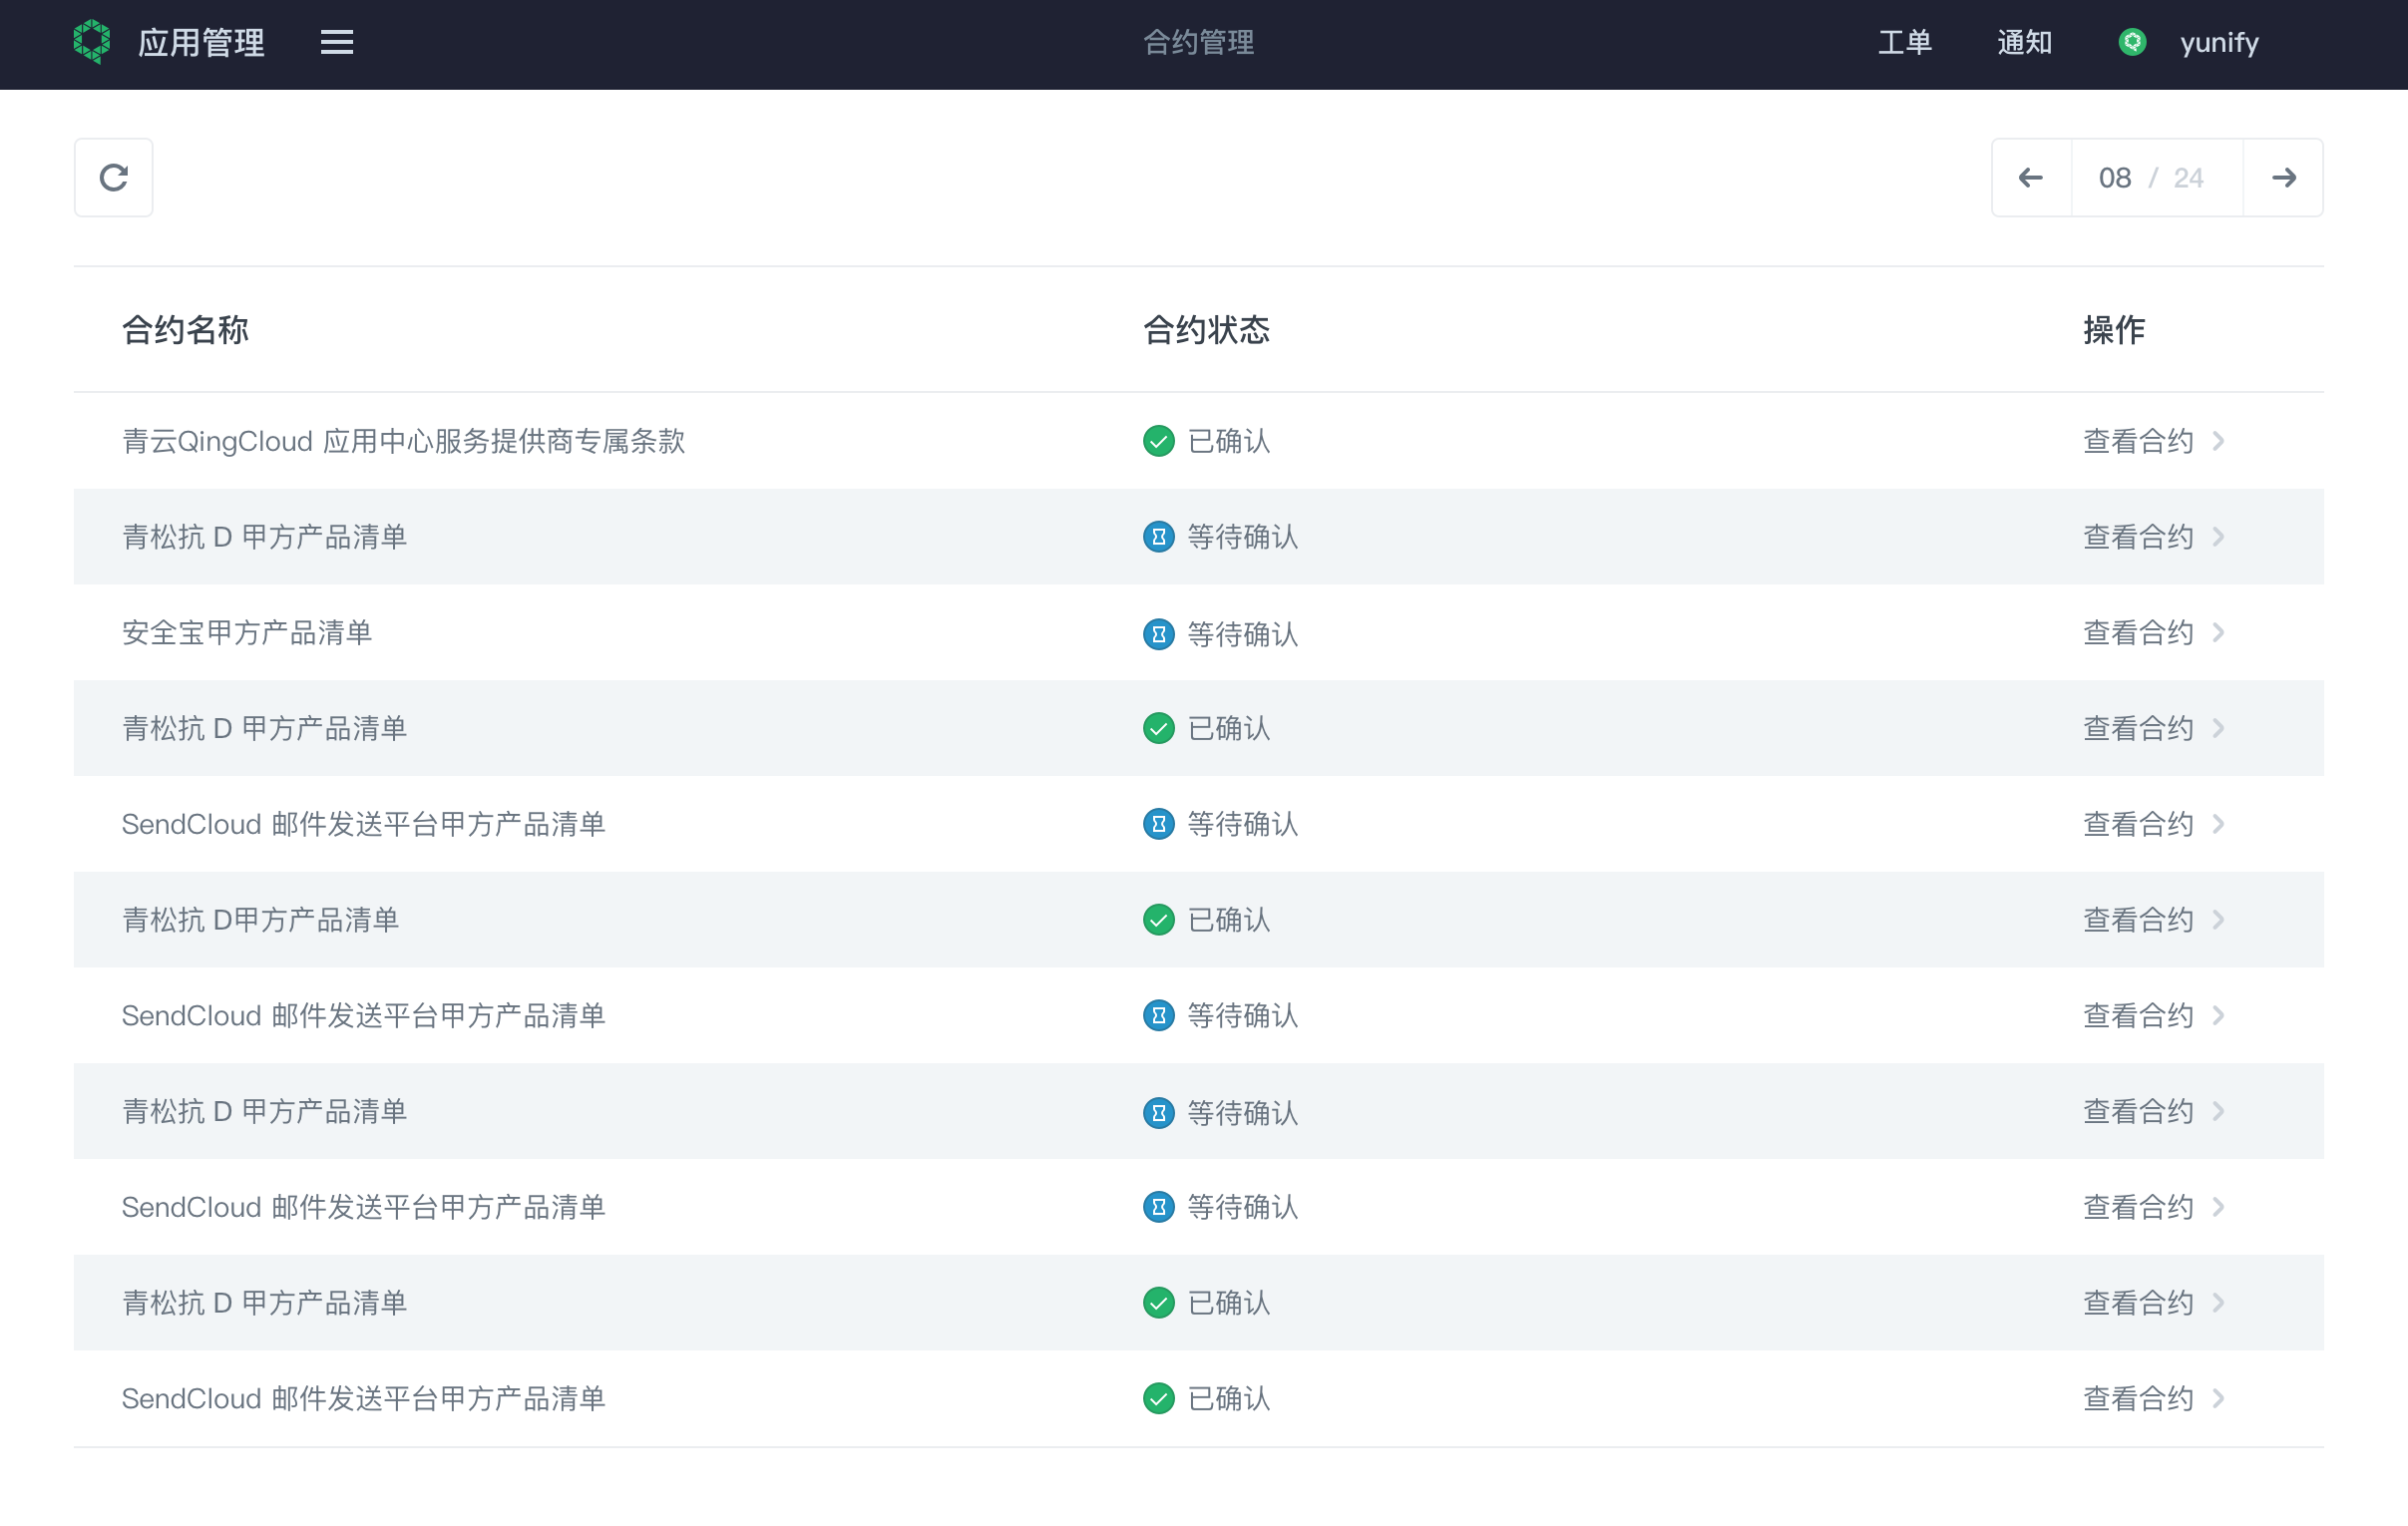 应用管理 合约管理 工单 通知 yunify
08 / 24
合约名称 合约状态 操作
青云QingCloud 应用中心服务提供商专属条款 已确认 查看合约
青松抗 D 甲方产品清单 等待确认 查看合约
安全宝甲方产品清单 等待确认 查看合约
青松抗 D 甲方产品清单 已确认 查看合约
SendCloud 邮件发送平台甲方产品清单 等待确认 查看合约
青松抗 D甲方产品清单 已确认 查看合约
SendCloud 邮件发送平台甲方产品清单 等待确认 查看合约
青松抗 D 甲方产品清单 等待确认 查看合约
SendCloud 邮件发送平台甲方产品清单 等待确认 查看合约
青松抗 D 甲方产品清单 已确认 查看合约
SendCloud 邮件发送平台甲方产品清单 已确认 查看合约